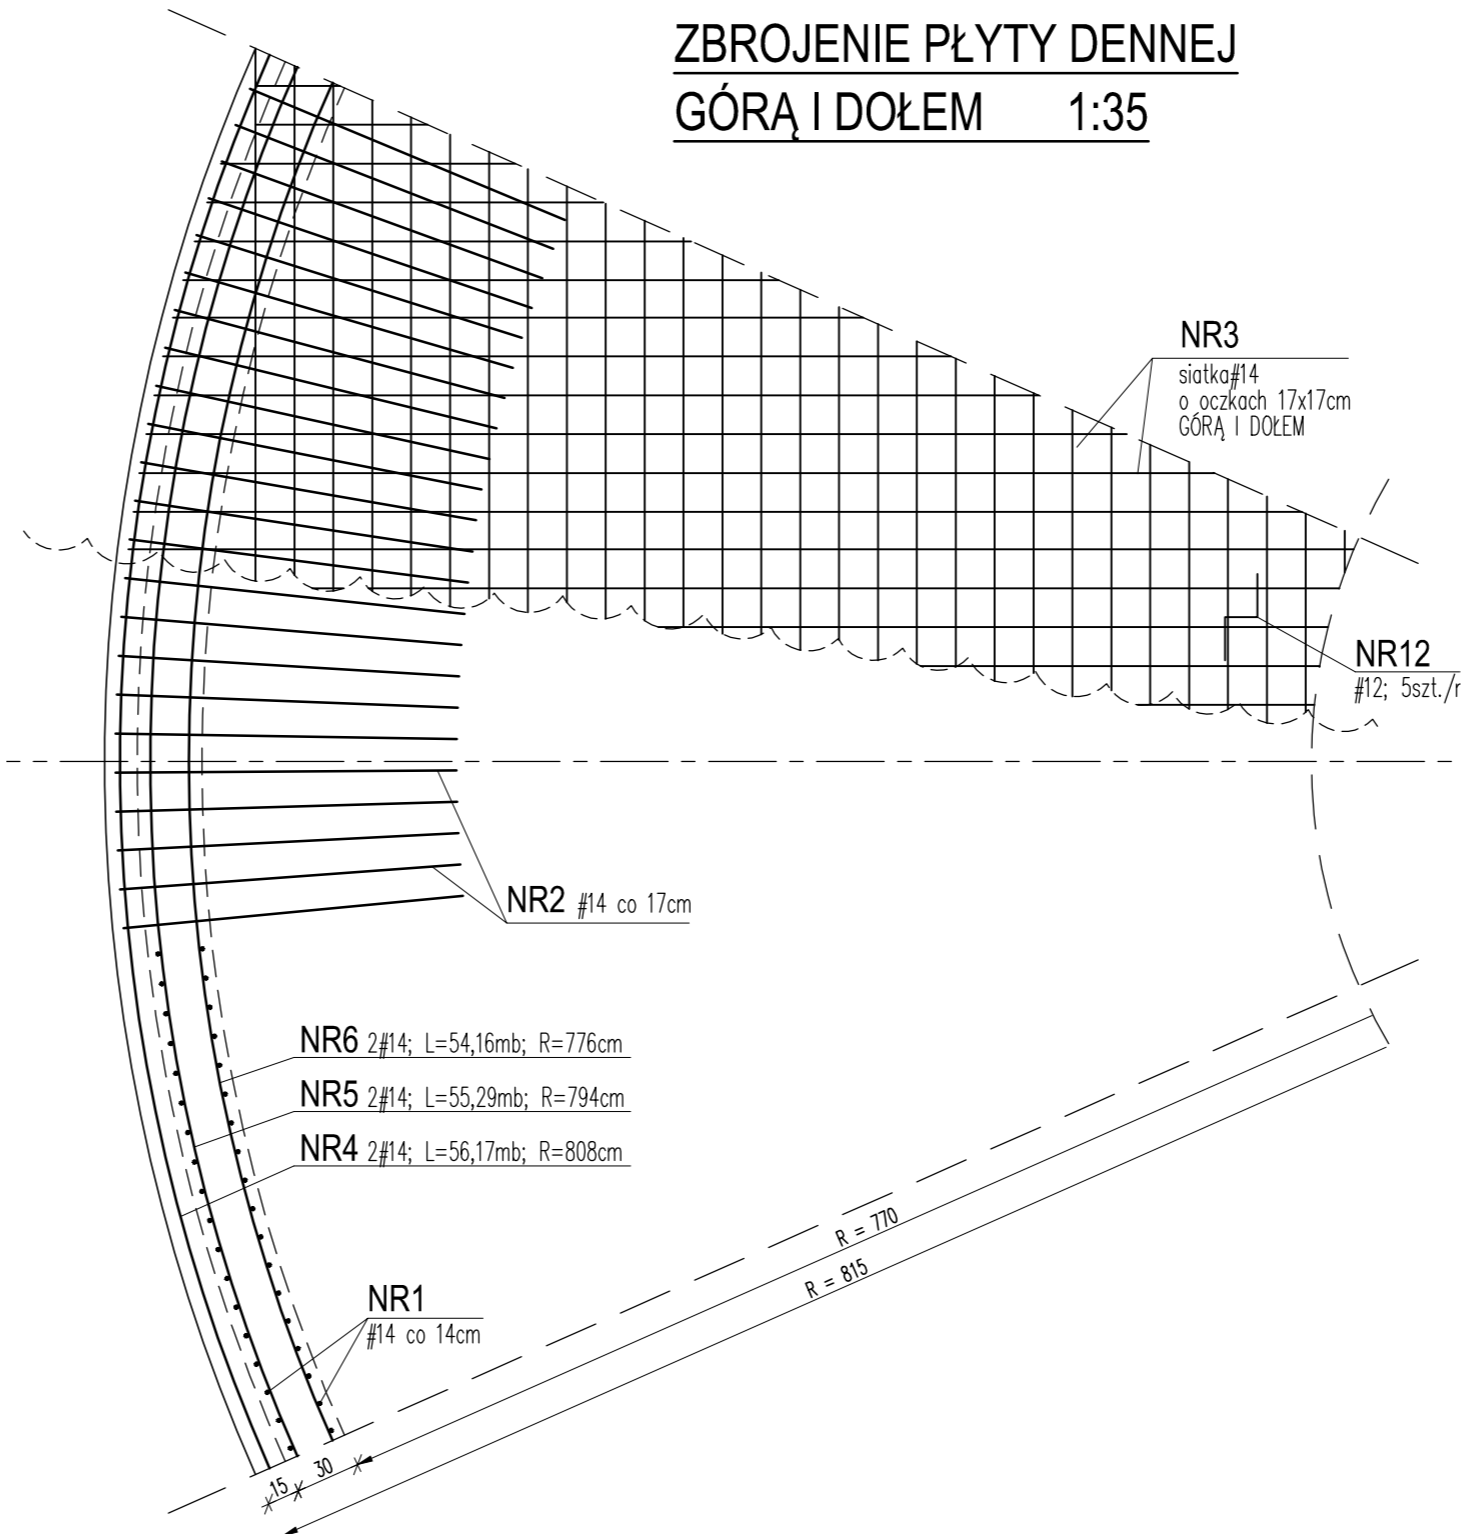 ZBROJENIE PŁYTY DENNEJ
GÓRĄ I DOŁEM 1:35
NR3
siatka#14
o oczkach 17x17cm
GÓRĄ I DOŁEM
NR12
#12; 5szt./r
NR2 #14 co 17cm
NR6 2#14; L=54,16mb; R=776cm
NR5 2#14; L=55,29mb; R=794cm
NR4 2#14; L=56,17mb; R=808cm
R = 770
R = 815
NR1
#14 co 14cm
15
30